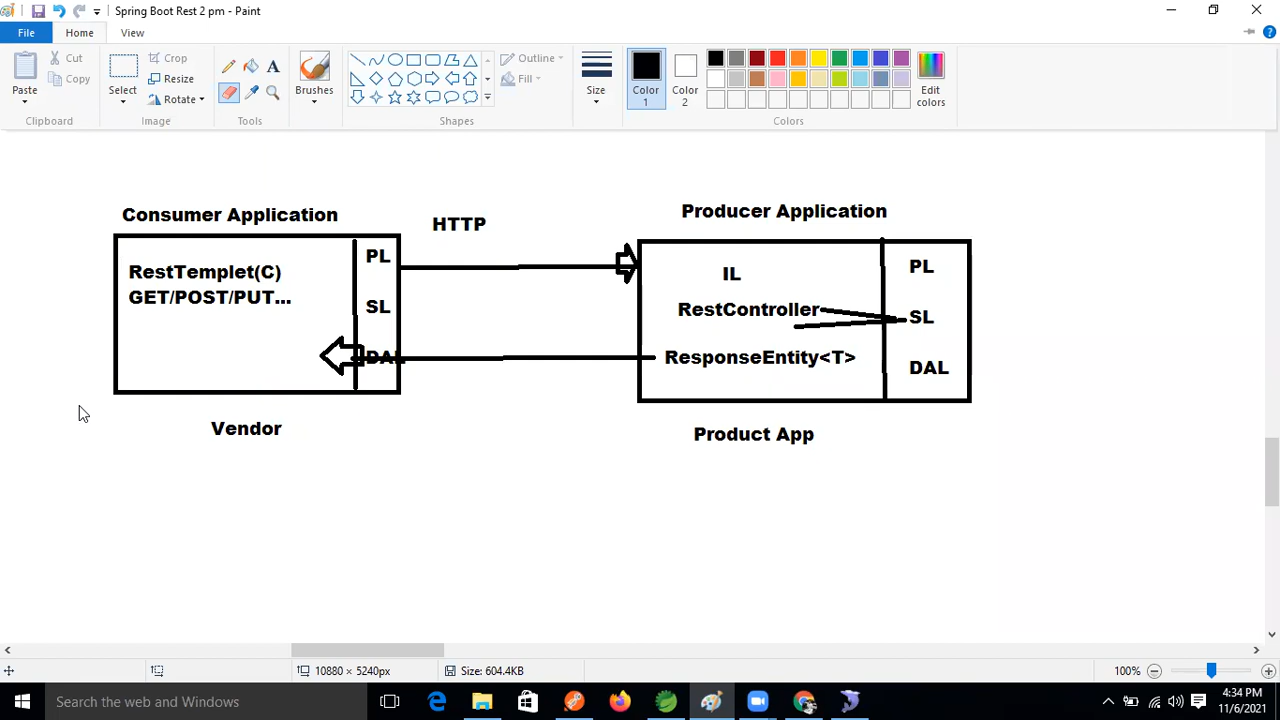 Spring Boot Rest 2 pm - Paint
File
Home
View
Paste
Cut
Copy
Clipboard
Select
Crop
Resize
Rotate
Image
A
Tools
Brushes
Outline
Fill
Shapes
Size
Color 1
Color 2
Edit colors
Colors
Consumer Application
HTTP
Producer Application
RestTemplet(C)
GET/POST/PUT...
PL
SL
DAL
IL
RestController
ResponseEntity<T>
PL
SL
DAL
Vendor
Product App
10880 × 5240px
Size: 604.4KB
100%
Search the web and Windows
4:34 PM
11/6/2021